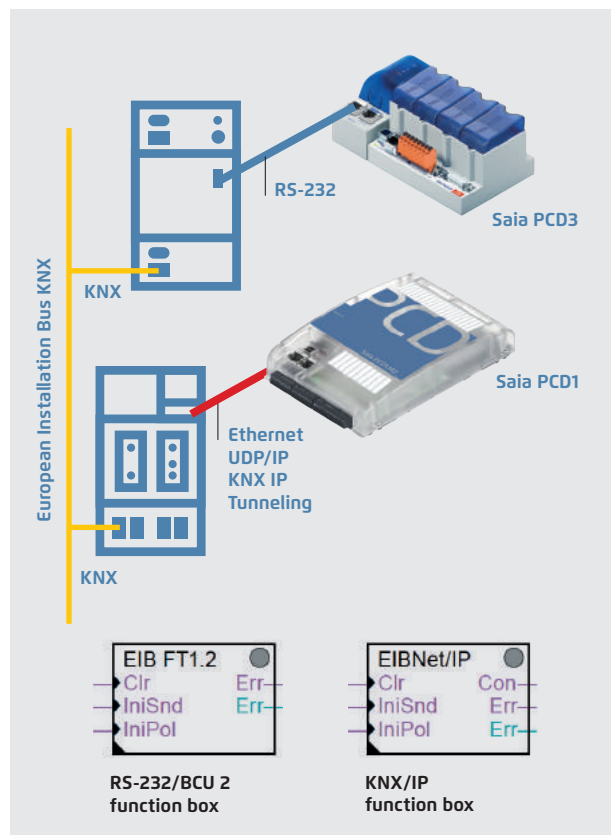 European Installation Bus KNX
RS-232
Saia PCD3
KNX
PCD
Saia PCD1
Ethernet
UDP/IP
KNX IP
Tunneling
KNX
EIB FT1.2
Clr Err
IniSnd Err
IniPol
RS-232/BCU 2
function box
EIBNet/IP
Clr Con
IniSnd Err
IniPol Err
KNX/IP
function box